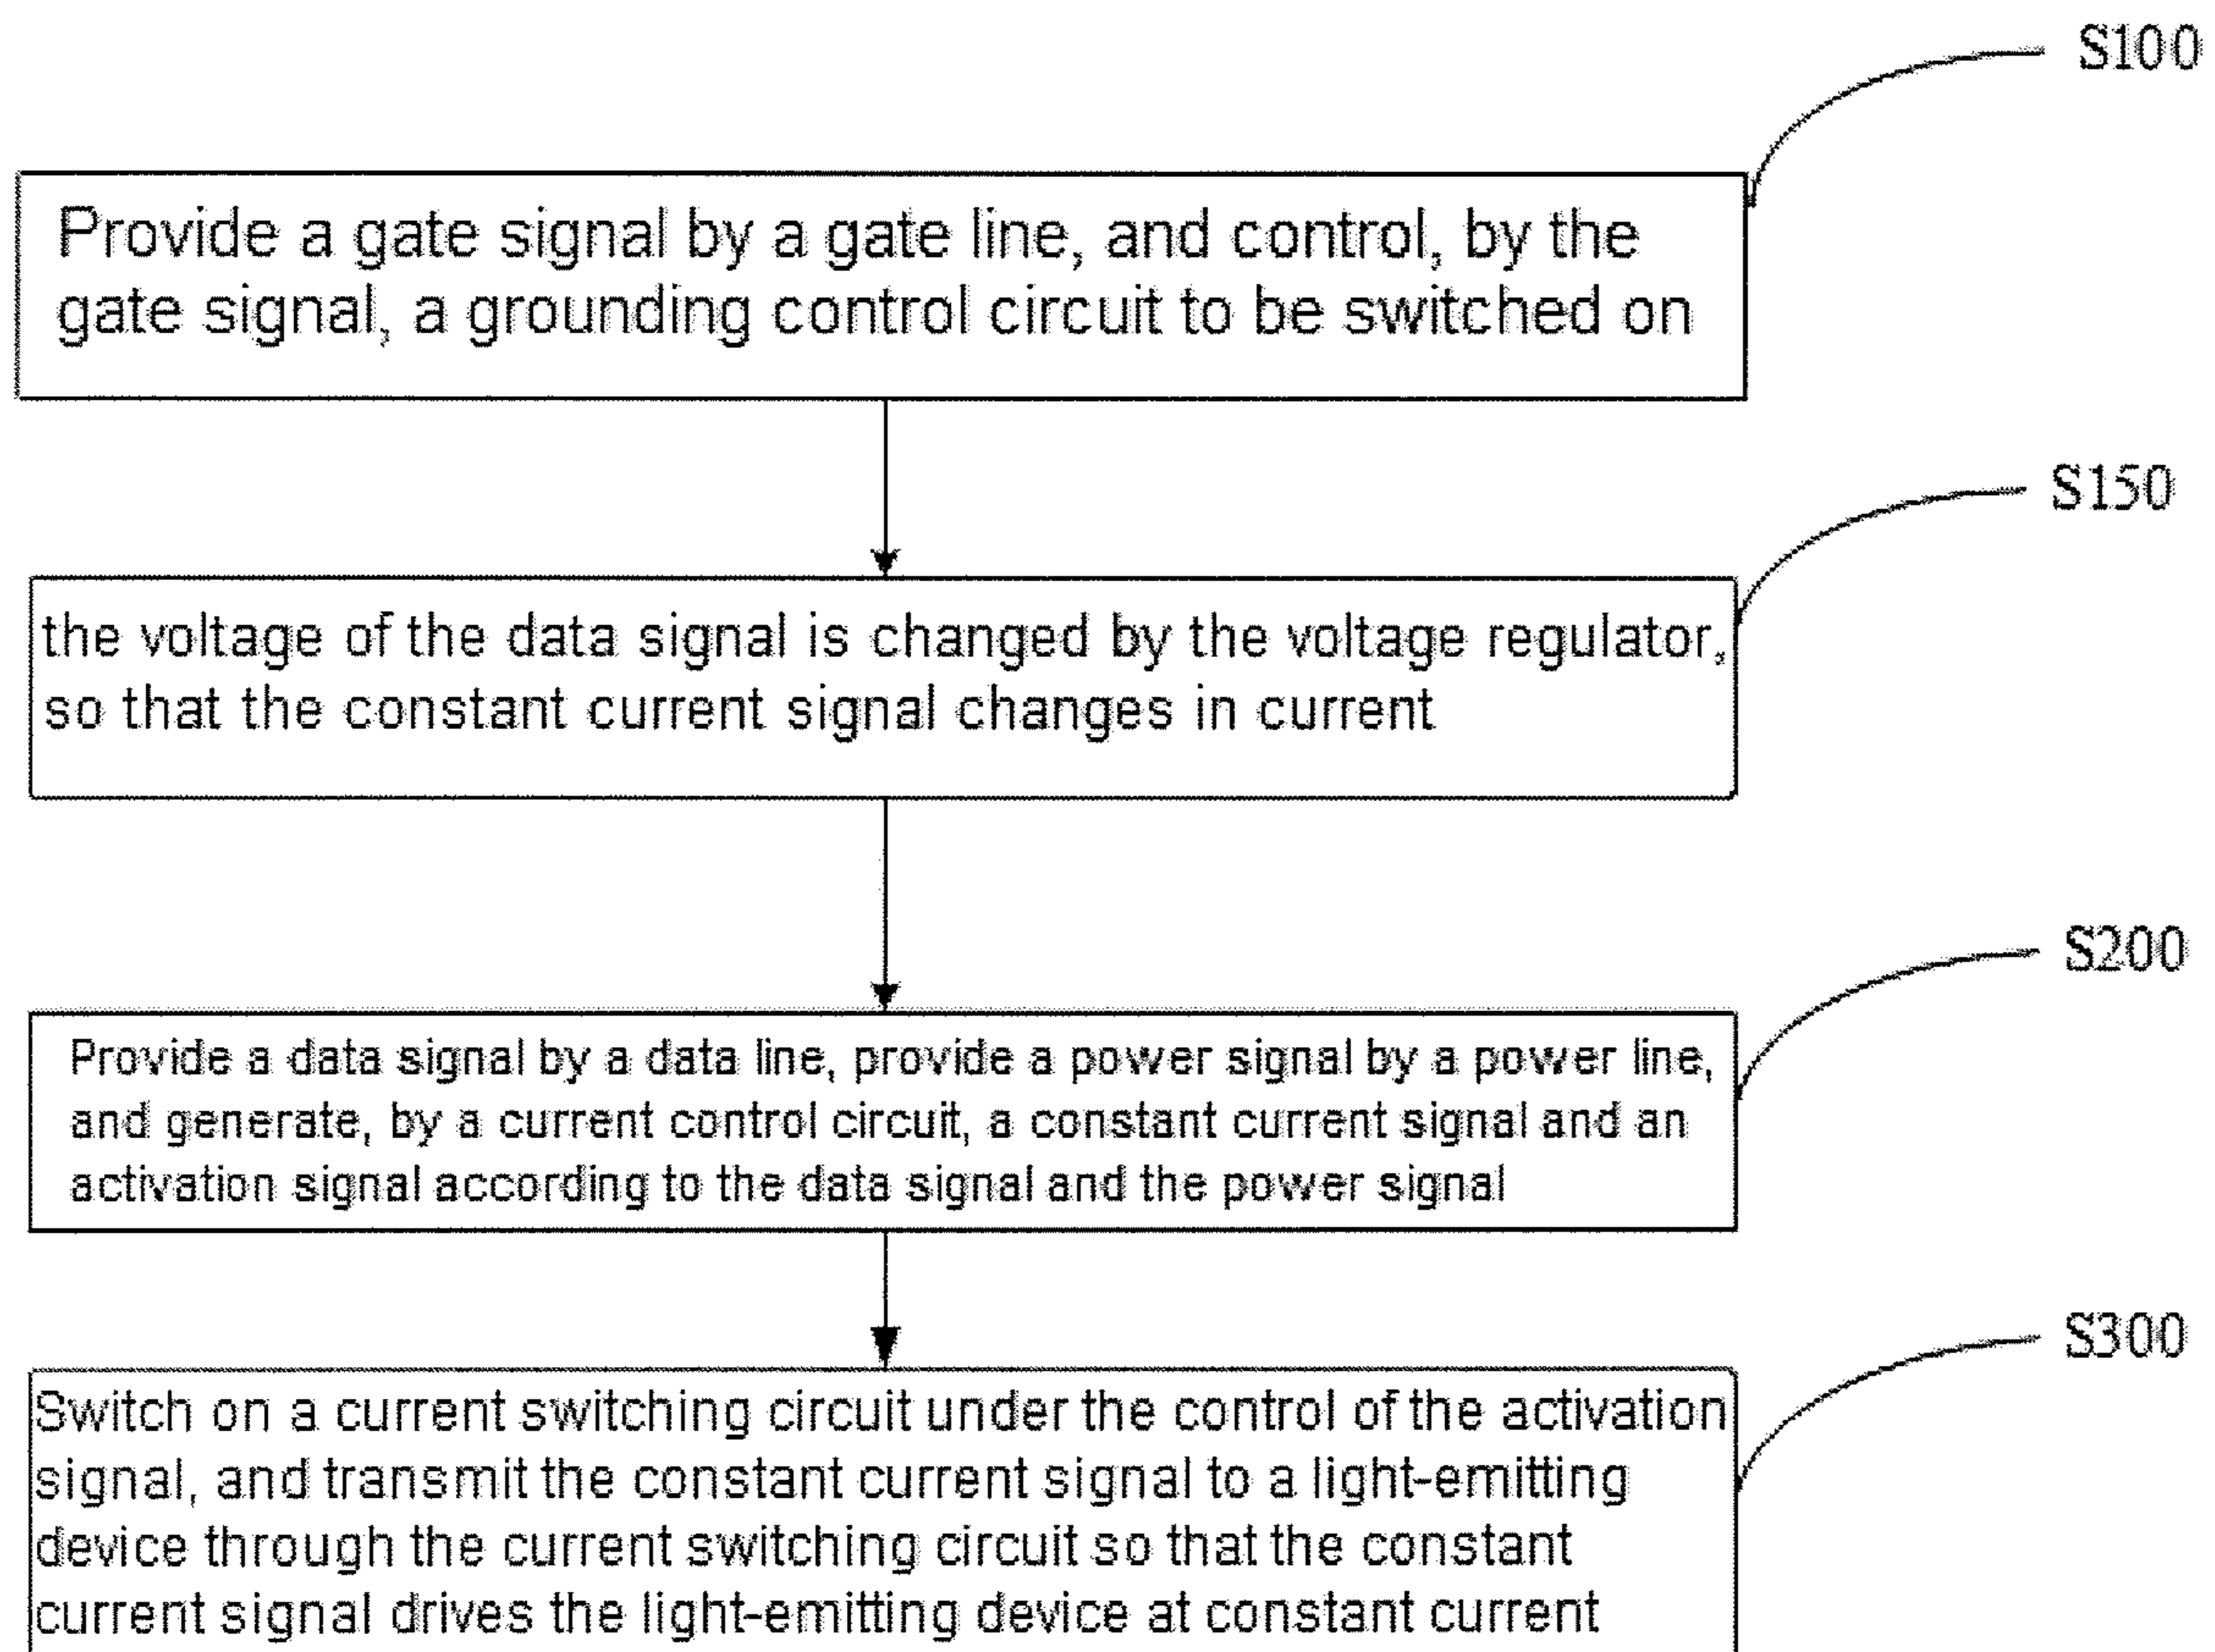 S100
Provide a gate signal by a gate line, and control, by the
gate signal, a grounding control circuit to be switched on
S150
the voltage of the data signal is changed by the voltage regulator,
so that the constant current signal changes in current
S200
Provide a data signal by a data line, provide a power signal by a power line,
and generate, by a current control circuit, a constant current signal and an
activation signal according to the data signal and the power signal
S300
Switch on a current switching circuit under the control of the activation
signal, and transmit the constant current signal to a light-emitting
device through the current switching circuit so that the constant
current signal drives the light-emitting device at constant current